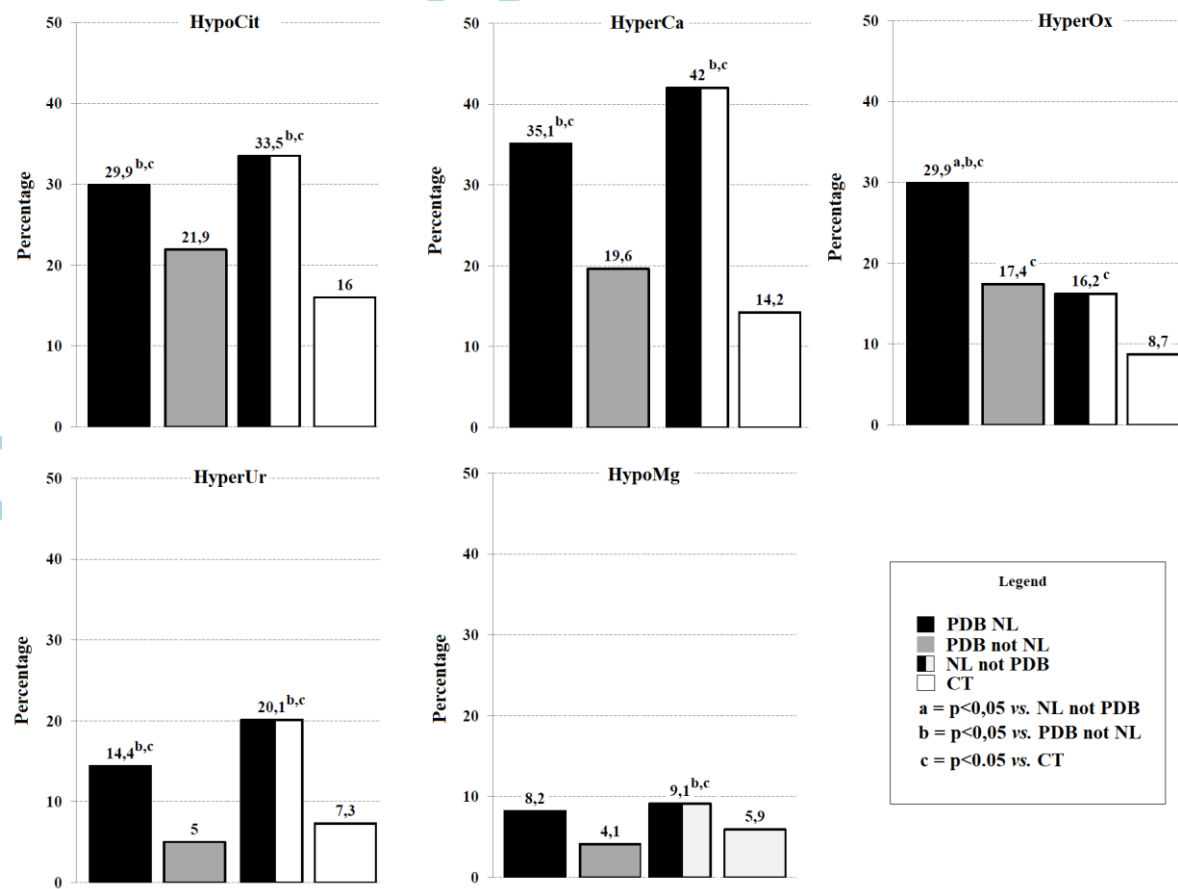 HypoCit
50
40
30
20
10
0
Percentage
29,9 b,c
21,9
33,5 b,c
16
HyperCa
50
40
30
20
10
0
Percentage
35,1 b,c
19,6
42 b,c
14,2
HyperOx
50
40
30
20
10
0
Percentage
29,9 a,b,c
17,4 c
16,2 c
8,7
HyperUr
50
40
30
20
10
0
Percentage
14,4 b,c
5
20,1 b,c
7,3
HypoMg
50
40
30
20
10
0
Percentage
8,2
4,1
9,1 b,c
5,9
Legend
PDB NL
PDB not NL
NL not PDB
CT
a = p<0,05 vs. NL not PDB
b = p<0,05 vs. PDB not NL
c = p<0.05 vs. CT